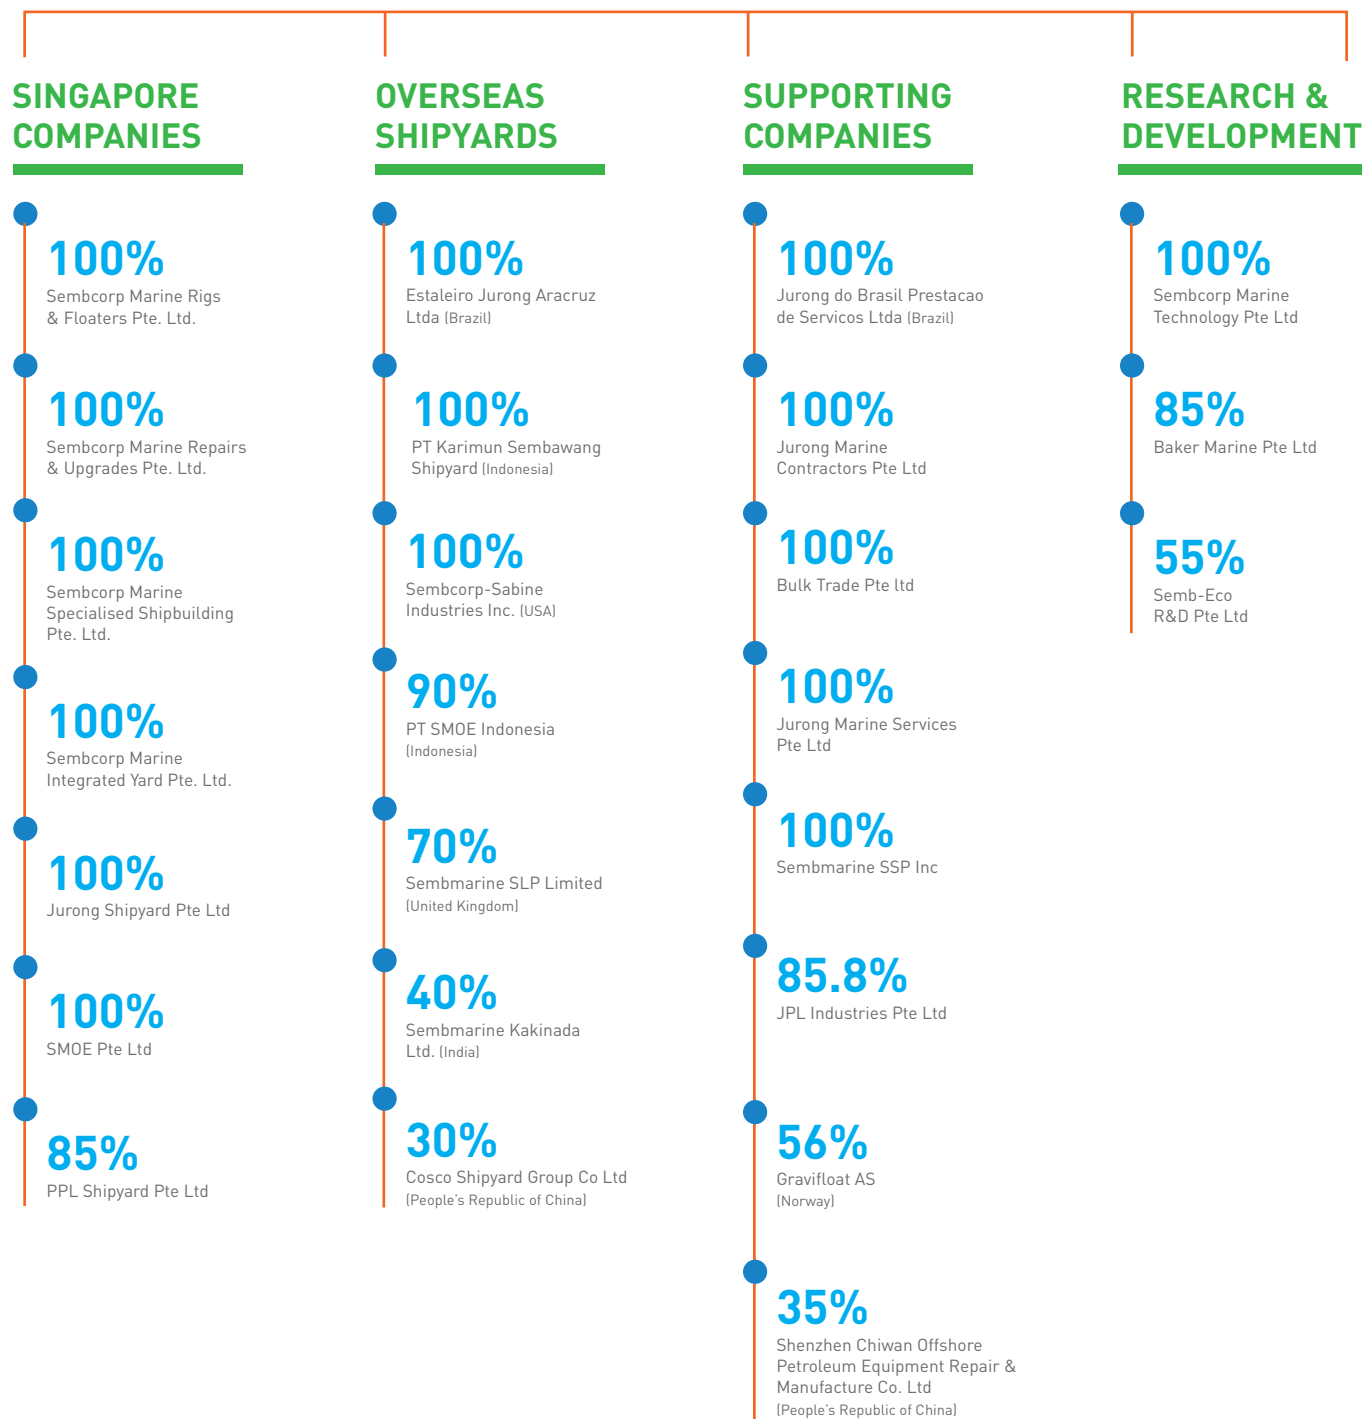 SINGAPORE
COMPANIES
100%
Sembcorp Marine Rigs
& Floaters Pte. Ltd.
100%
Sembcorp Marine Repairs
& Upgrades Pte. Ltd.
100%
Sembcorp Marine
Specialised Shipbuilding
Pte. Ltd.
100%
Sembcorp Marine
Integrated Yard Pte. Ltd.
100%
Jurong Shipyard Pte Ltd
100%
SMOE Pte Ltd
85%
PPL Shipyard Pte Ltd
OVERSEAS
SHIPYARDS
100%
Estaleiro Jurong Aracruz
Ltda (Brazil)
100%
PT Karimun Sembawang
Shipyard (Indonesia)
100%
Sembcorp-Sabine
Industries Inc. (USA)
90%
PT SMOE Indonesia
(Indonesia)
70%
Sembmarine SLP Limited
(United Kingdom)
40%
Sembmarine Kakinada
Ltd. (India)
30%
Cosco Shipyard Group Co Ltd
(People's Republic of China)
SUPPORTING
COMPANIES
100%
Jurong do Brasil Prestacao
de Servicos Ltda (Brazil)
100%
Jurong Marine
Contractors Pte Ltd
100%
Bulk Trade Pte ltd
100%
Jurong Marine Services
Pte Ltd
100%
Sembmarine SSP Inc
85.8%
JPL Industries Pte Ltd
56%
Gravifloat AS
(Norway)
35%
Shenzhen Chiwan Offshore
Petroleum Equipment Repair &
Manufacture Co. Ltd
(People's Republic of China)
RESEARCH &
DEVELOPMENT
100%
Sembcorp Marine
Technology Pte Ltd
85%
Baker Marine Pte Ltd
55%
Semb-Eco
R&D Pte Ltd